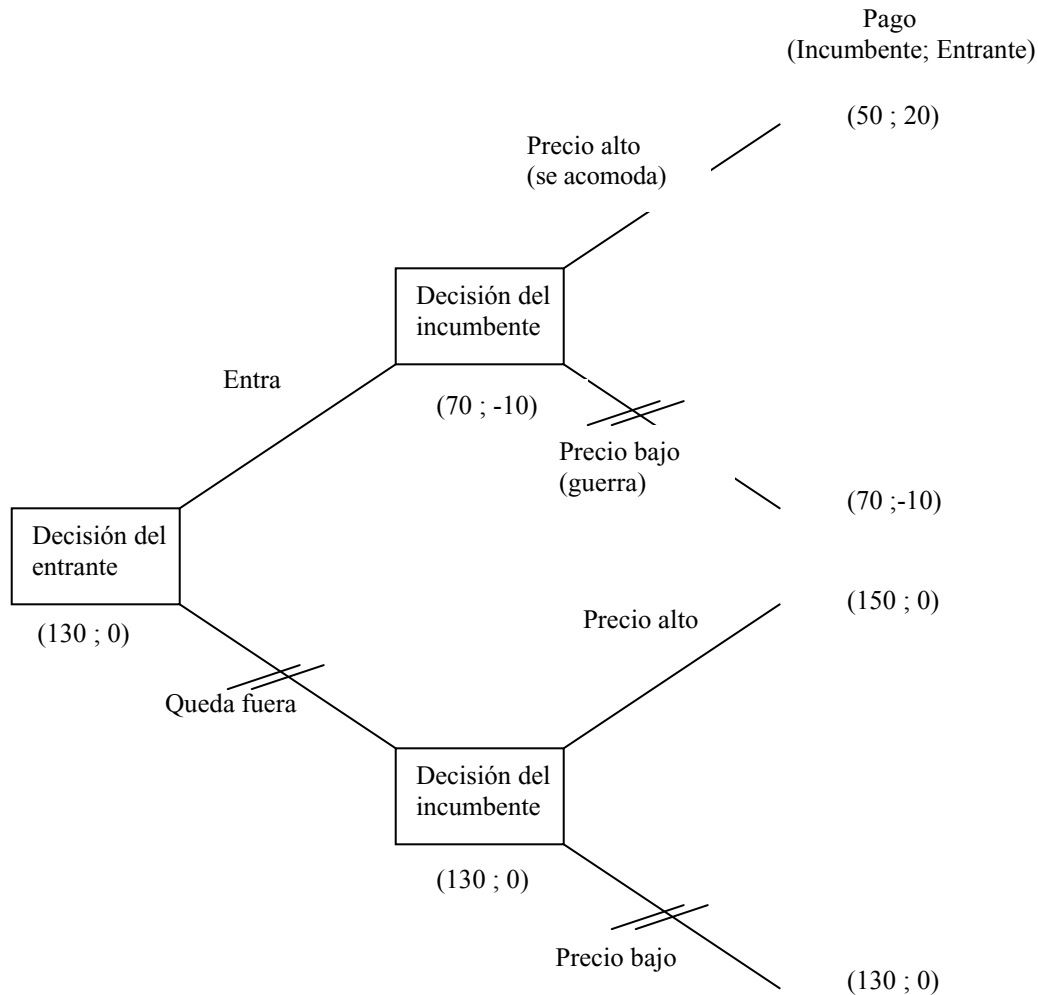 Pago
(Incumbente; Entrante)
(50 ; 20)
Precio alto
(se acomoda)
Decisión del
incumbente
Entra
(70 ; -10)
Precio bajo
(guerra)
(70 ;-10)
Decisión del
entrante
(150 ; 0)
Precio alto
(130 ; 0)
Queda fuera
Decisión del
incumbente
(130 ; 0)
Precio bajo
(130 ; 0)